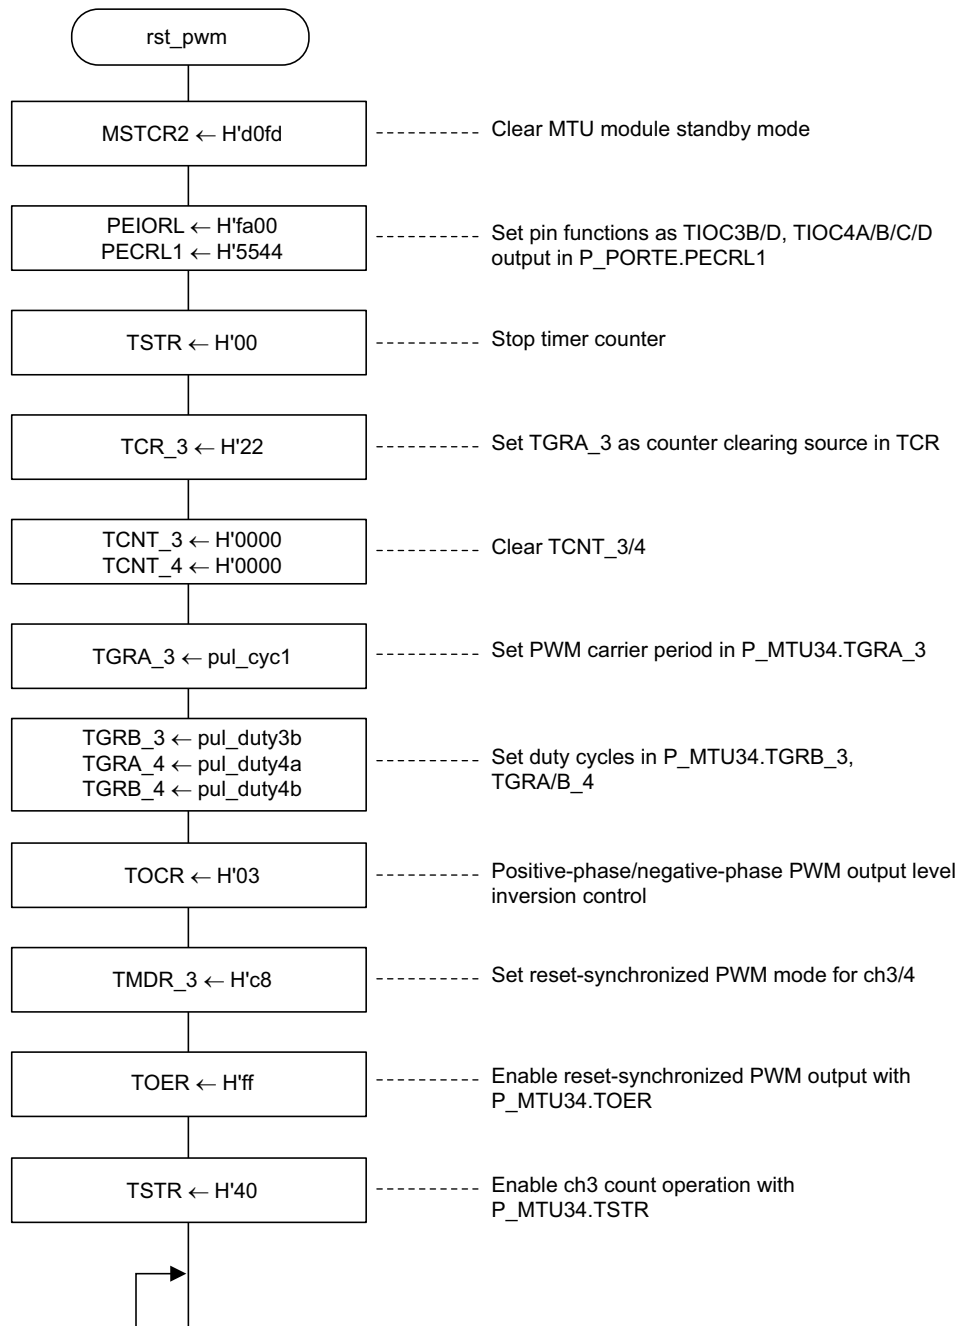 rst_pwm
MSTCR2 ← H'd0fd
Clear MTU module standby mode
PEIORL ← H'fa00
PECRL1 ← H'5544
Set pin functions as TIOC3B/D, TIOC4A/B/C/D
output in P_PORTE.PECRL1
TSTR ← H'00
Stop timer counter
TCR_3 ← H'22
Set TGRA_3 as counter clearing source in TCR
TCNT_3 ← H'0000
TCNT_4 ← H'0000
Clear TCNT_3/4
TGRA_3 ← pul_cyc1
Set PWM carrier period in P_MTU34.TGRA_3
TGRB_3 ← pul_duty3b
TGRA_4 ← pul_duty4a
TGRB_4 ← pul_duty4b
Set duty cycles in P_MTU34.TGRB_3,
TGRA/B_4
TOCR ← H'03
Positive-phase/negative-phase PWM output level
inversion control
TMDR_3 ← H'c8
Set reset-synchronized PWM mode for ch3/4
TOER ← H'ff
Enable reset-synchronized PWM output with
P_MTU34.TOER
TSTR ← H'40
Enable ch3 count operation with
P_MTU34.TSTR